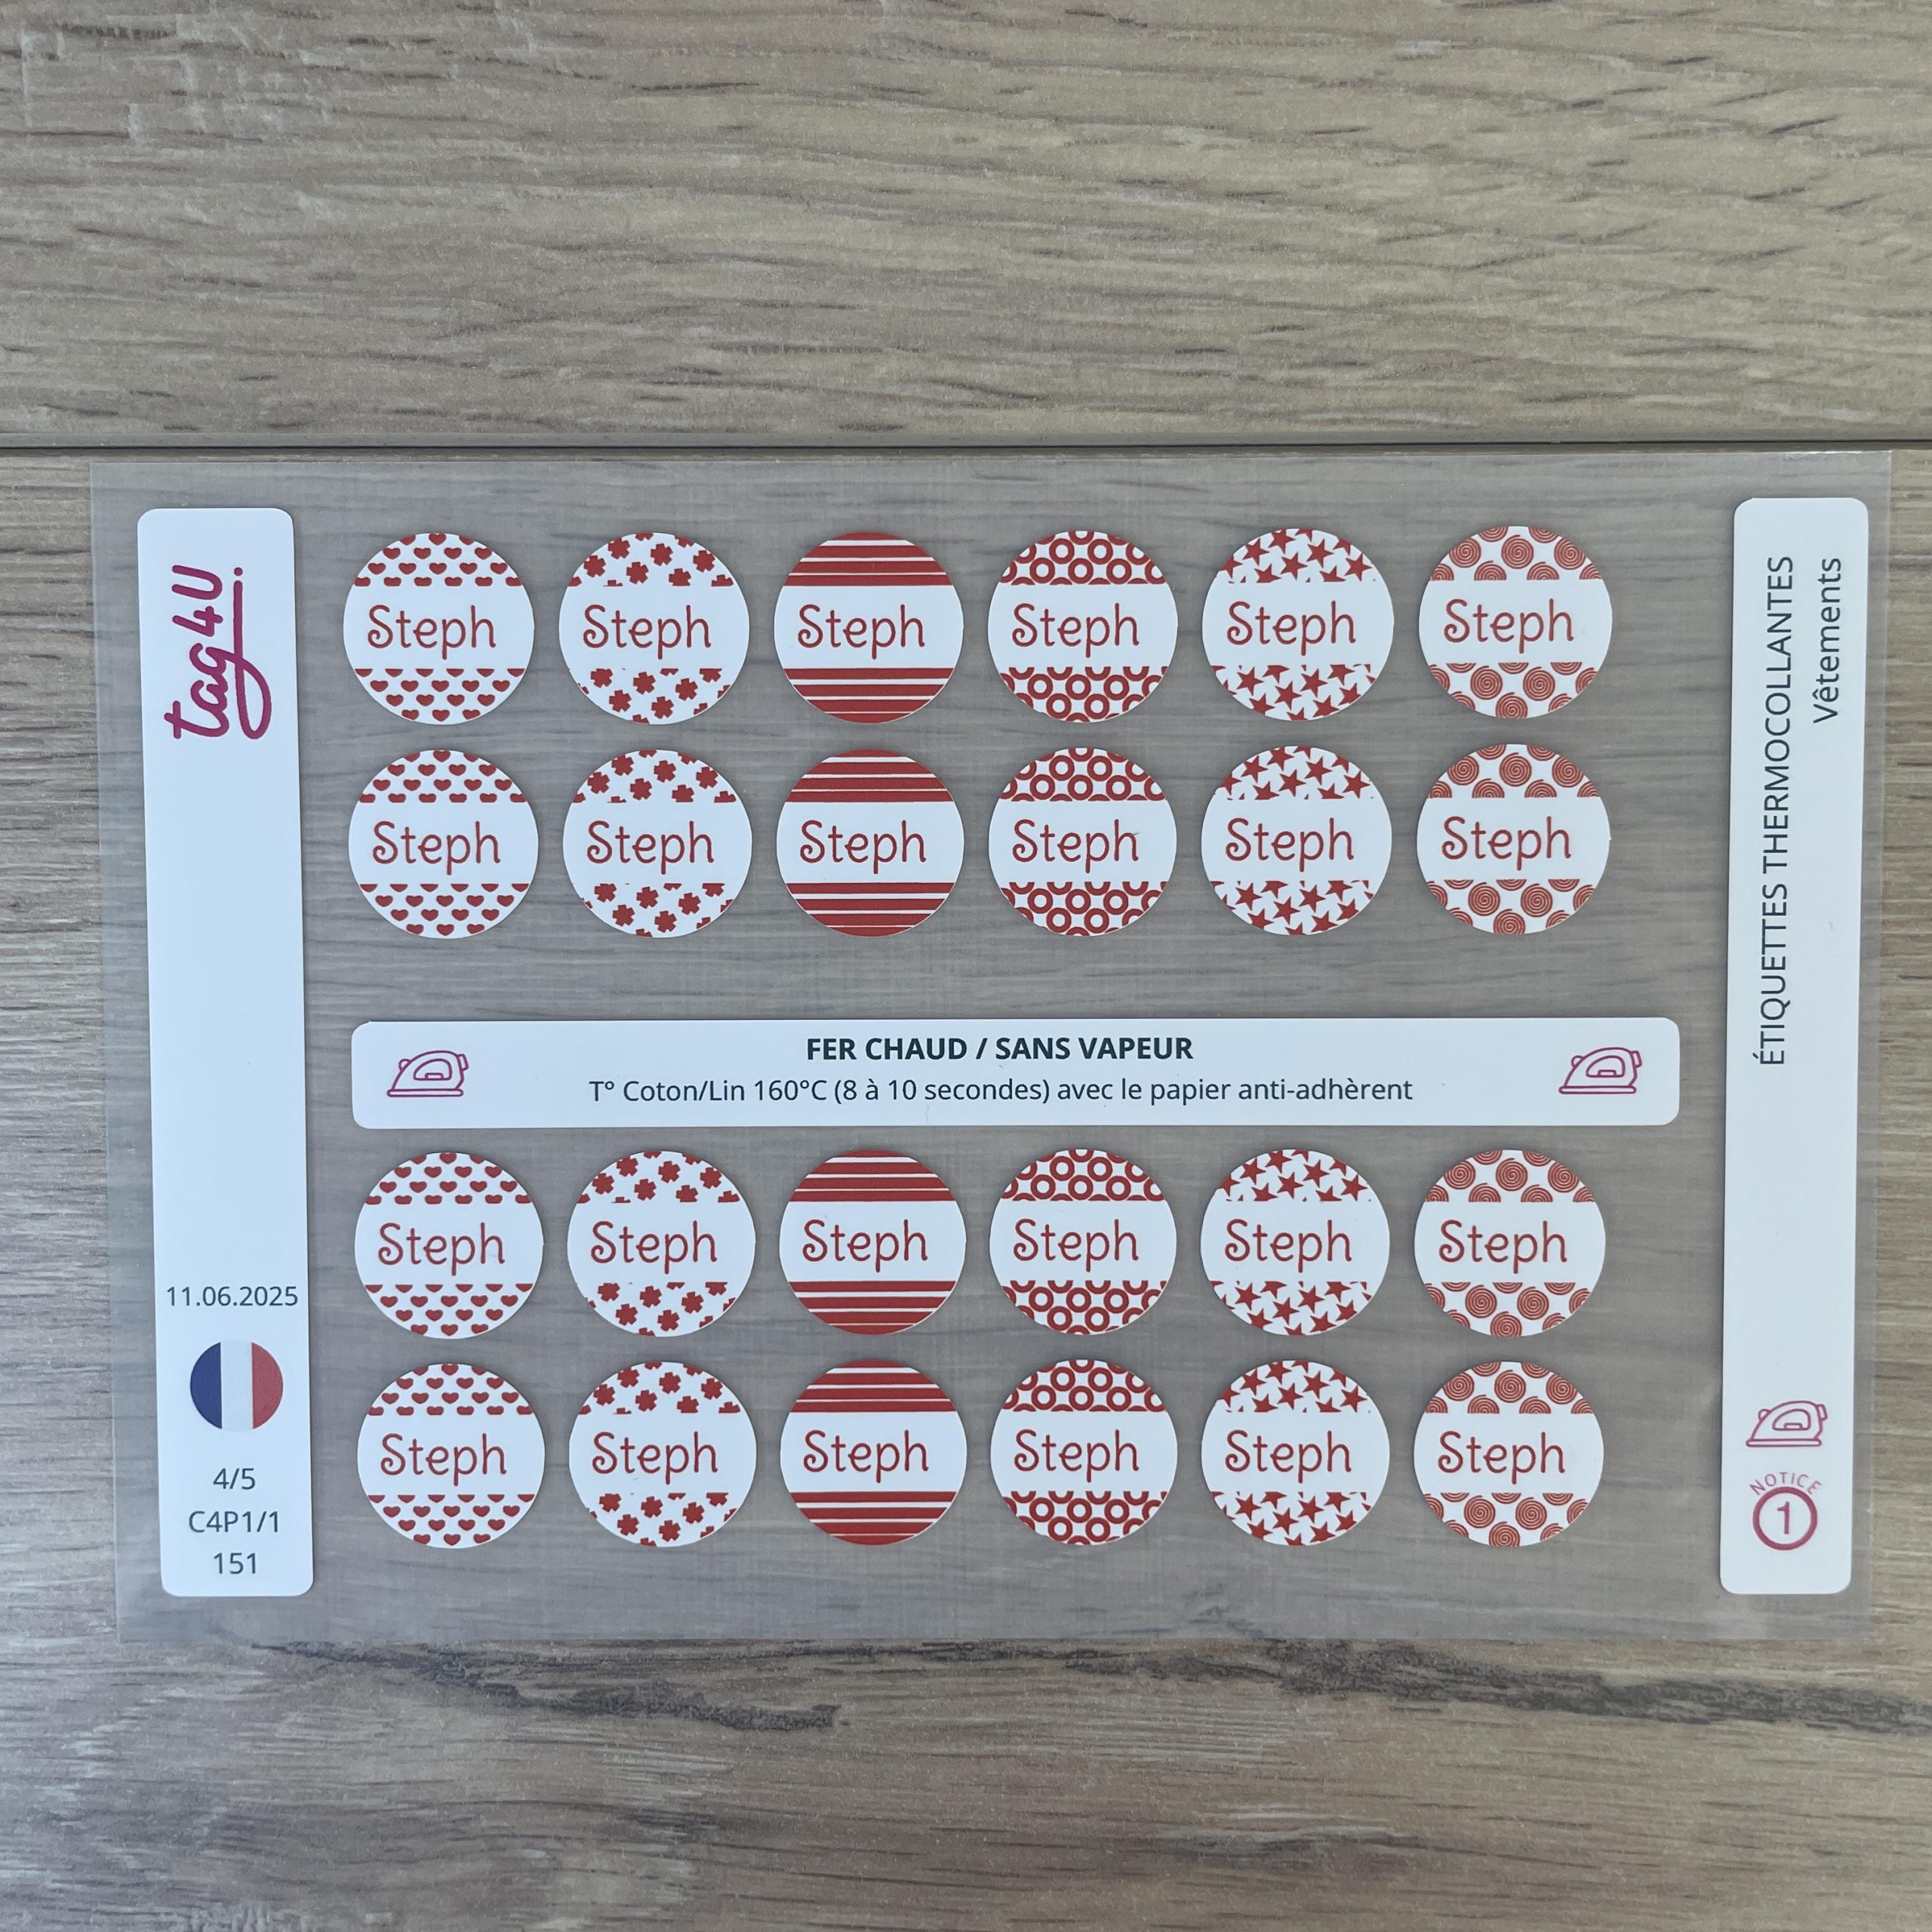 tag4U.
11.06.2025
4/5
C4P1/1
151
Steph Steph Steph Steph Steph Steph
Steph Steph Steph Steph Steph Steph
FER CHAUD / SANS VAPEUR
T° Coton/Lin 160°C (8 à 10 secondes) avec le papier anti-adhèrent
Steph Steph Steph Steph Steph Steph
Steph Steph Steph Steph Steph Steph
ÉTIQUETTES THERMOCOLLANTES
Vêtements
NOTICE
1